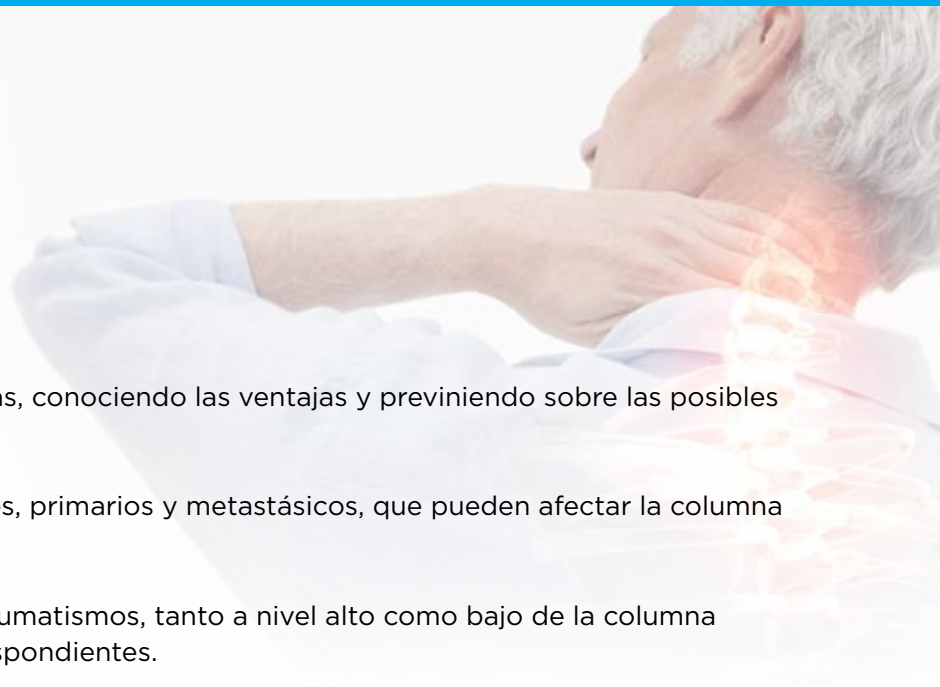 s, conociendo las ventajas y previniendo sobre las posibles
s, primarios y metastásicos, que pueden afectar la columna
umatismos, tanto a nivel alto como bajo de la columna
spondientes.